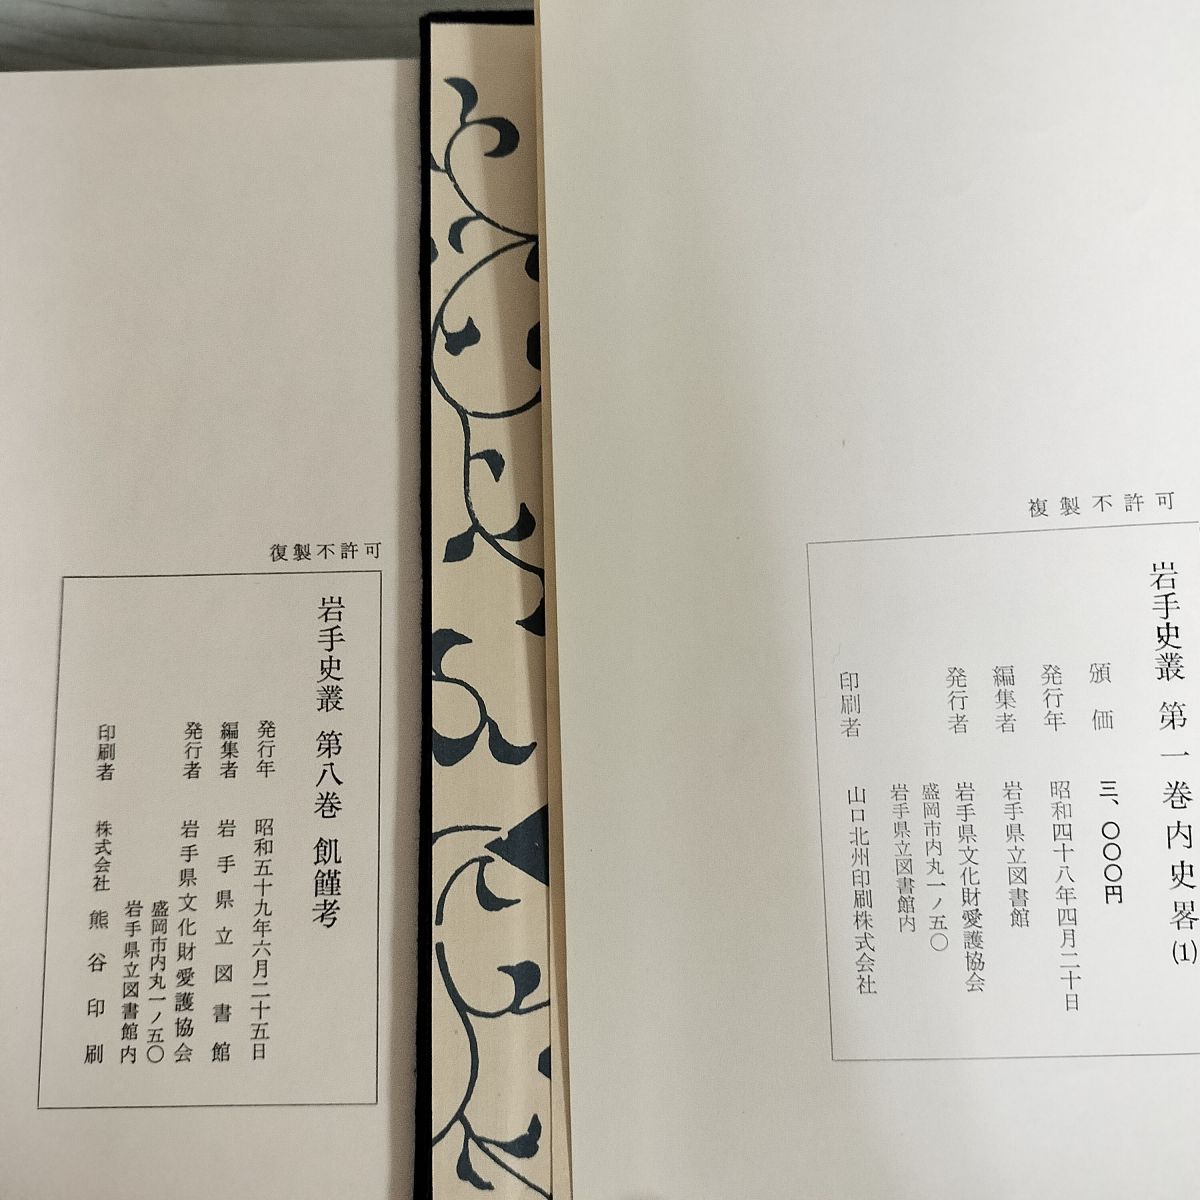 複製不許可
岩手史叢 第一巻 内史畧(1)
頒価 三、〇〇〇円
発行年 昭和四十八年四月二十日
編集者 岩手県立図書館
発行者 岩手県文化財愛護協会
盛岡市内丸一ノ五〇
岩手県立図書館内
印刷者 山口北州印刷株式会社
復製不許可
岩手史叢 第八巻 飢饉考
発行年 昭和五十九年六月二十五日
編集者 岩手県立図書館
発行者 岩手県文化財愛護協会
盛岡市内丸一ノ五〇
岩手県立図書館内
印刷者 株式会社 熊谷印刷